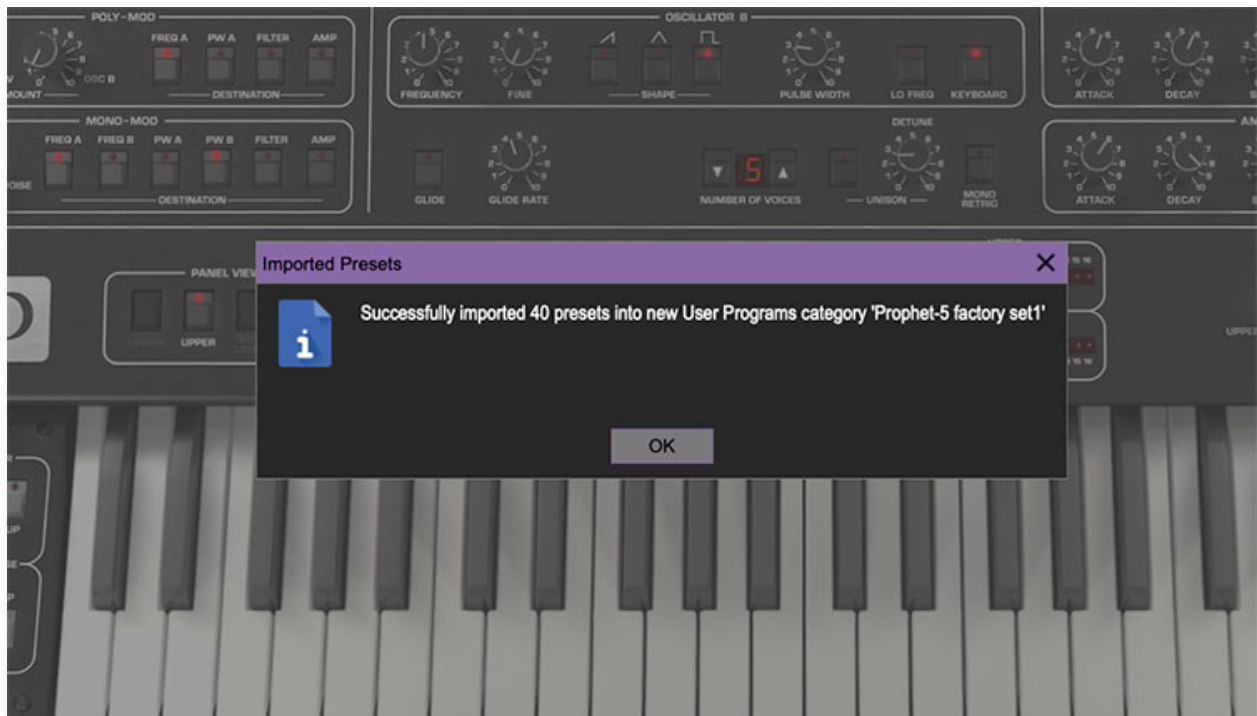 POLY-MOD
FREQ A PW A FILTER AMP
OSC B
DESTINATION
OSCILLATOR B
FREQUENCY FINE SHAPE PULSE WIDTH LO FREQ KEYBOARD
ATTACK DECAY
MONO-MOD
FREQ A FREQ B PW A PW B FILTER AMP
DESTINATION
GLIDE GLIDE RATE
5
NUMBER OF VOICES
DETUNE
UNISON
MONO
RETRIG
ATTACK DECAY
PANEL VIEW
LOWER UPPER
Imported Presets
Successfully imported 40 presets into new User Programs category 'Prophet-5 factory set1'
OK